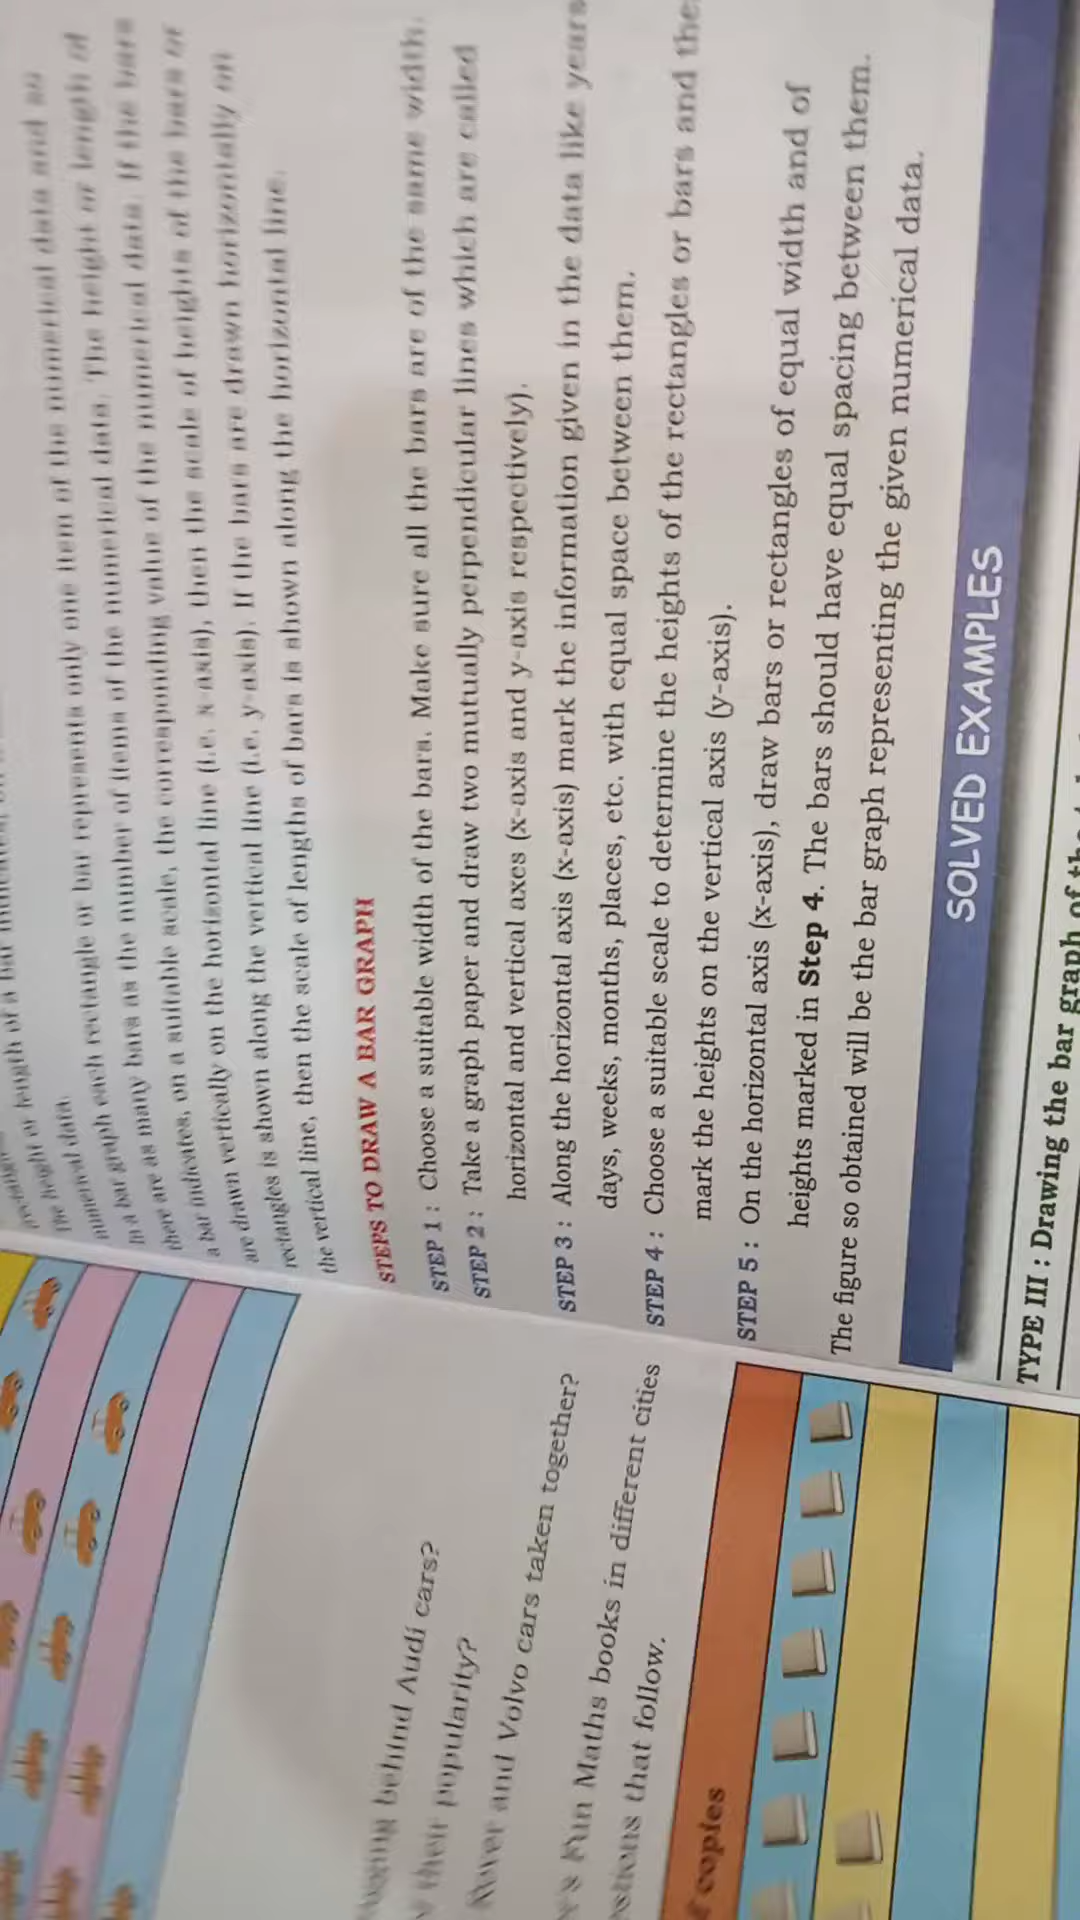 height or length of a bar
the height or length of
numerical data.
numerical data and so
each rectangle or bar represents only one item of the numerical data and so
In a bar graph
there are as many bars as the number of items of the numerical data. The height or length of
a bar indicates, on a suitable scale, the corresponding value of the numerical data. If the bars
are drawn vertically on the horizontal line (i.e. x-axis), then the scale of heights of the bars or
rectangles is shown along the vertical line (i.e. y-axis). If the bars are drawn horizontally on
the vertical line, then the scale of lengths of bars is shown along the horizontal line.
STEPS TO DRAW A BAR GRAPH
STEP 1 : Choose a suitable width of the bars. Make sure all the bars are of the same width.
STEP 2 : Take a graph paper and draw two mutually perpendicular lines which are called
horizontal and vertical axes (x-axis and y-axis respectively).
STEP 3 : Along the horizontal axis (x-axis) mark the information given in the data like years
days, weeks, months, places, etc. with equal space between them.
STEP 4 : Choose a suitable scale to determine the heights of the rectangles or bars and the
mark the heights on the vertical axis (y-axis).
STEP 5 : On the horizontal axis (x-axis), draw bars or rectangles of equal width and of
heights marked in Step 4. The bars should have equal spacing between them.
The figure so obtained will be the bar graph representing the given numerical data.
SOLVED EXAMPLES
TYPE III : Drawing the bar graph of
behind Audi cars?
their popularity?
Rover and Volvo cars taken together?
Fun Maths books in different cities
that follow.
copies